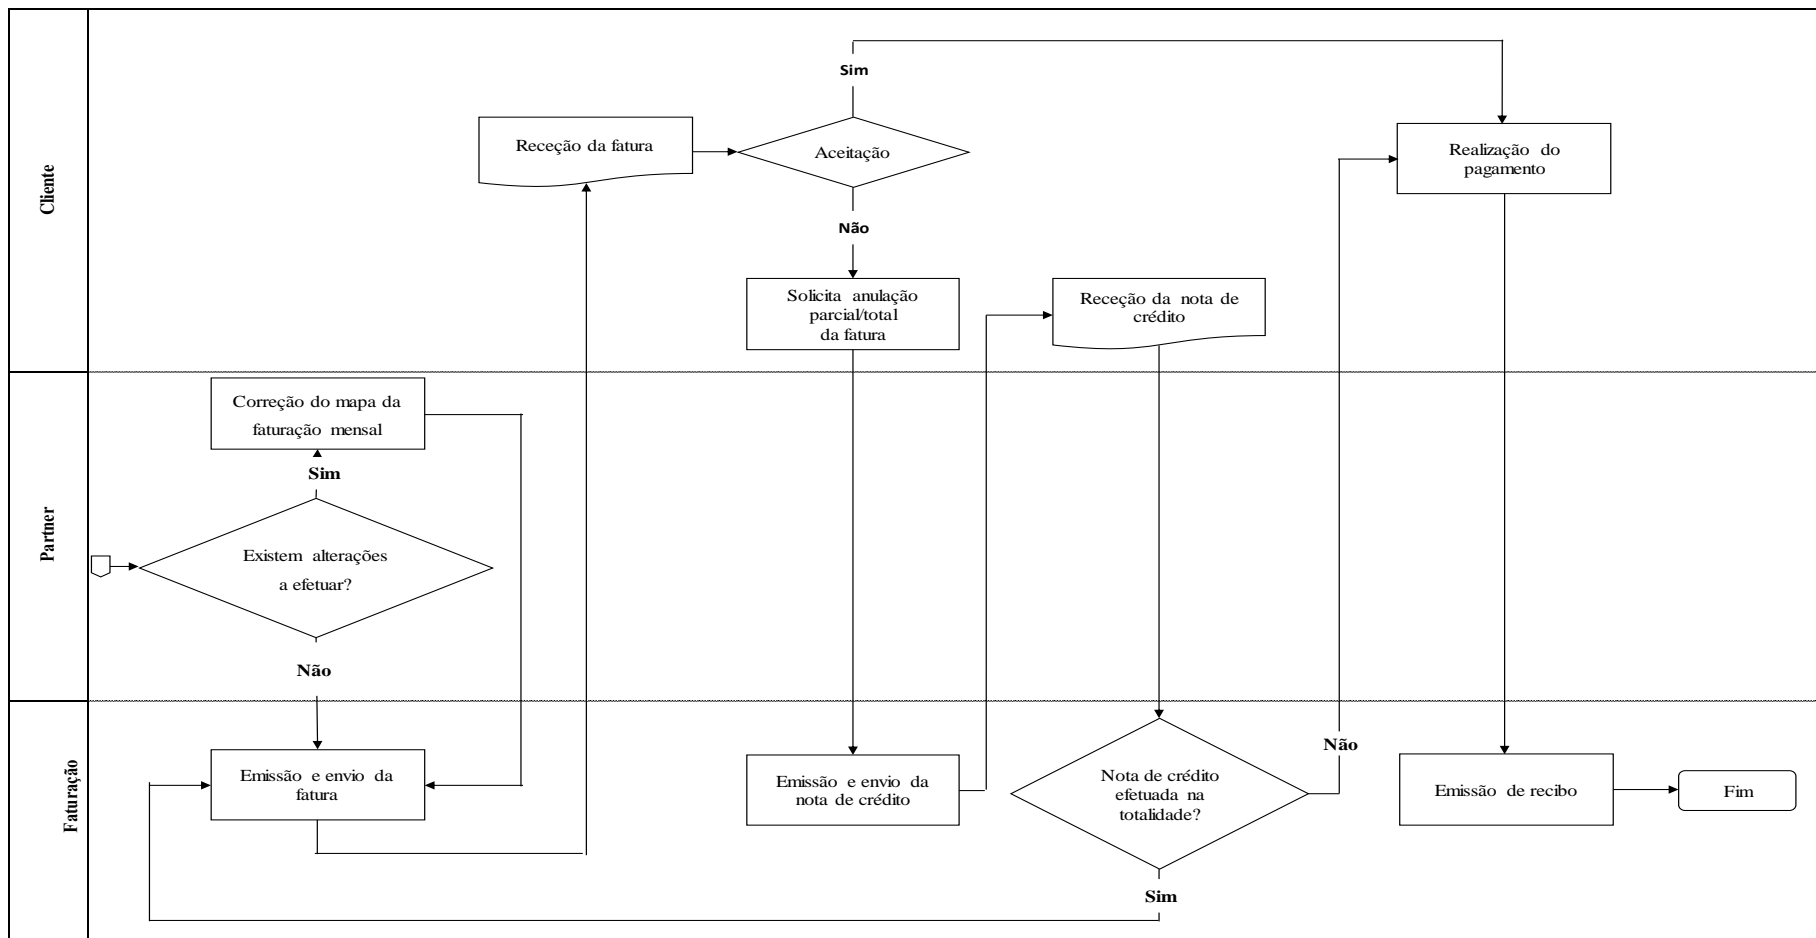 Cliente
Sim
Receção da fatura
Aceitação
Realização do
pagamento
Não
Solicita anulação
parcial/total
da fatura
Receção da nota de
crédito
Partner
Correção do mapa da
faturação mensal
Sim
Existem alterações
a efetuar?
Não
Faturação
Emissão e envio da
fatura
Emissão e envio da
nota de crédito
Nota de crédito
efetuada na
totalidade?
Não
Sim
Emissão de recibo
Fim